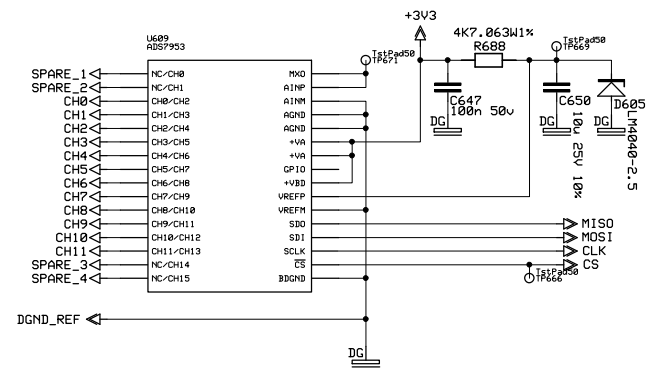 +3V3
U609
ADS7953
4K7.063W1%
R688
TstPad50
TP671
TstPad50
TP669
SPARE_1
NC/CH0
MXO
SPARE_2
NC/CH1
AINP
CH0
CH0/CH2
AINM
CH1
CH1/CH3
AGND
CH2
CH2/CH4
AGND
CH3
CH3/CH5
+VA
CH4
CH4/CH6
+VA
CH5
CH5/CH7
GPIO
CH6
CH6/CH8
+VBD
CH7
CH7/CH9
VREFP
CH8
CH8/CH10
VREFM
CH9
CH9/CH11
SDO
MISO
CH10
CH10/CH12
SDI
MOSI
CH11
CH11/CH13
SCLK
CLK
SPARE_3
NC/CH14
CS
CS
SPARE_4
NC/CH15
BDGND
TstPad50
TP666
C647
100n 50v
DG
C650
10u 25V 10%
DG
D605
LM4040-2.5
DG
DGND_REF
DG